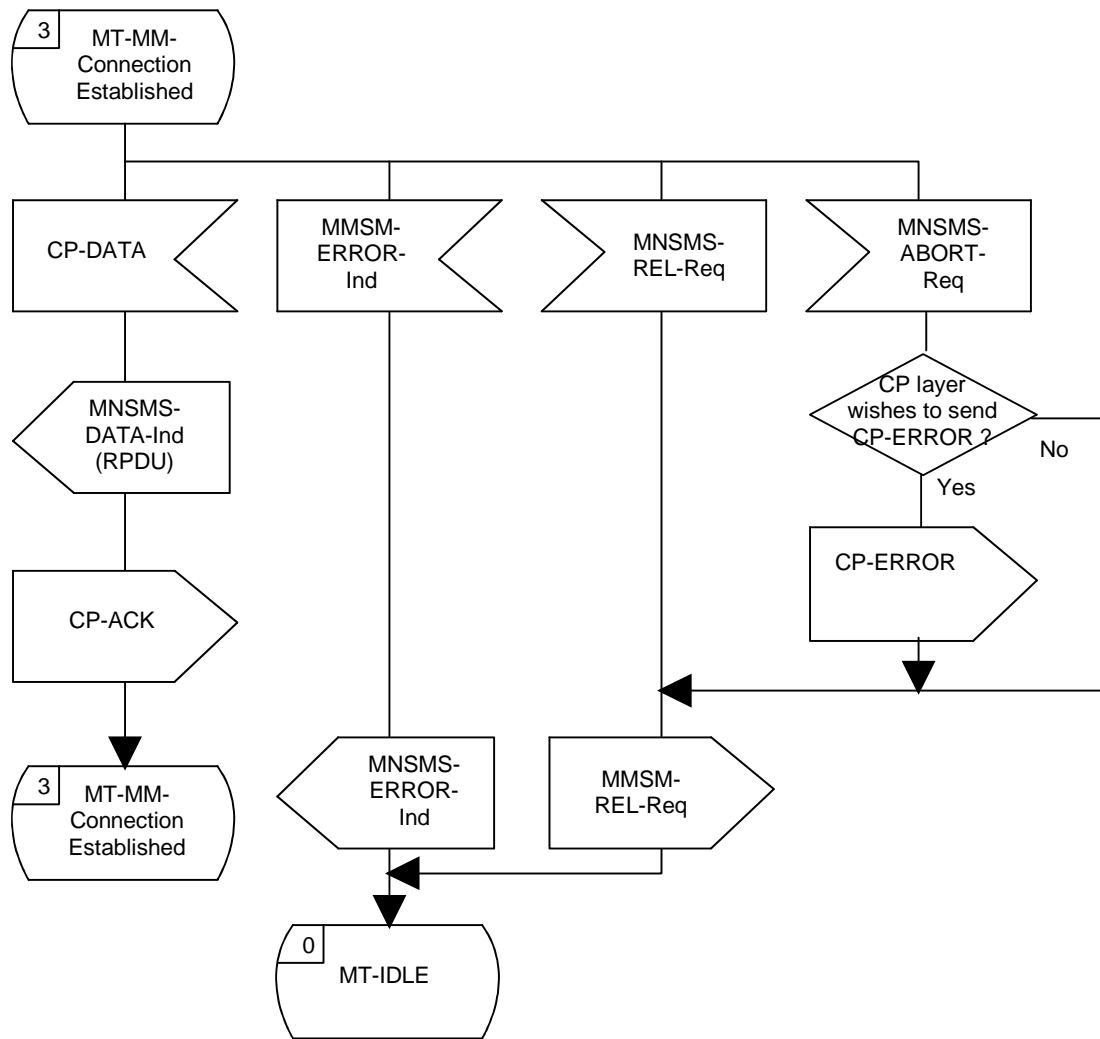 3
MT-MM-
Connection
Established
CP-DATA
MMSM-
ERROR-
Ind
MNSMS-
REL-Req
MNSMS-
ABORT-
Req
MNSMS-
DATA-Ind
(RPDU)
CP layer
wishes to send
CP-ERROR ?
No
Yes
CP-ERROR
CP-ACK
3
MT-MM-
Connection
Established
MNSMS-
ERROR-
Ind
MMSM-
REL-Req
0
MT-IDLE